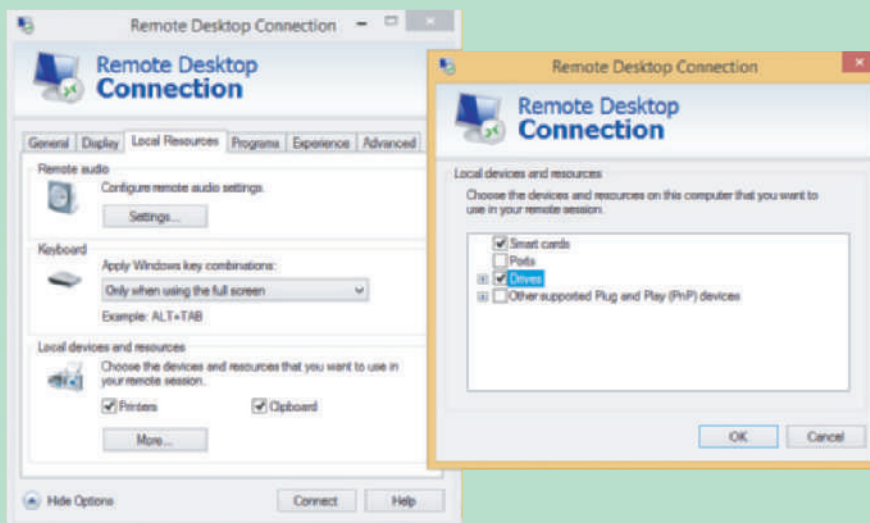 Remote Desktop Connection
Remote Desktop
Connection
General Display Local Resources Programs Experience Advanced
Remote audio
Configure remote audio settings.
Settings...
Keyboard
Apply Windows key combinations:
Only when using the full screen
Example: ALT+TAB
Local devices and resources
Choose the devices and resources that you want to use in
your remote session.
Printers Clipboard
More...
Hide Options Connect Help
Remote Desktop Connection
Remote Desktop
Connection
Local devices and resources
Choose the devices and resources on this computer that you want to
use in your remote session.
Smart cards
Ports
Drives
Other supported Plug and Play (PnP) devices
OK Cancel